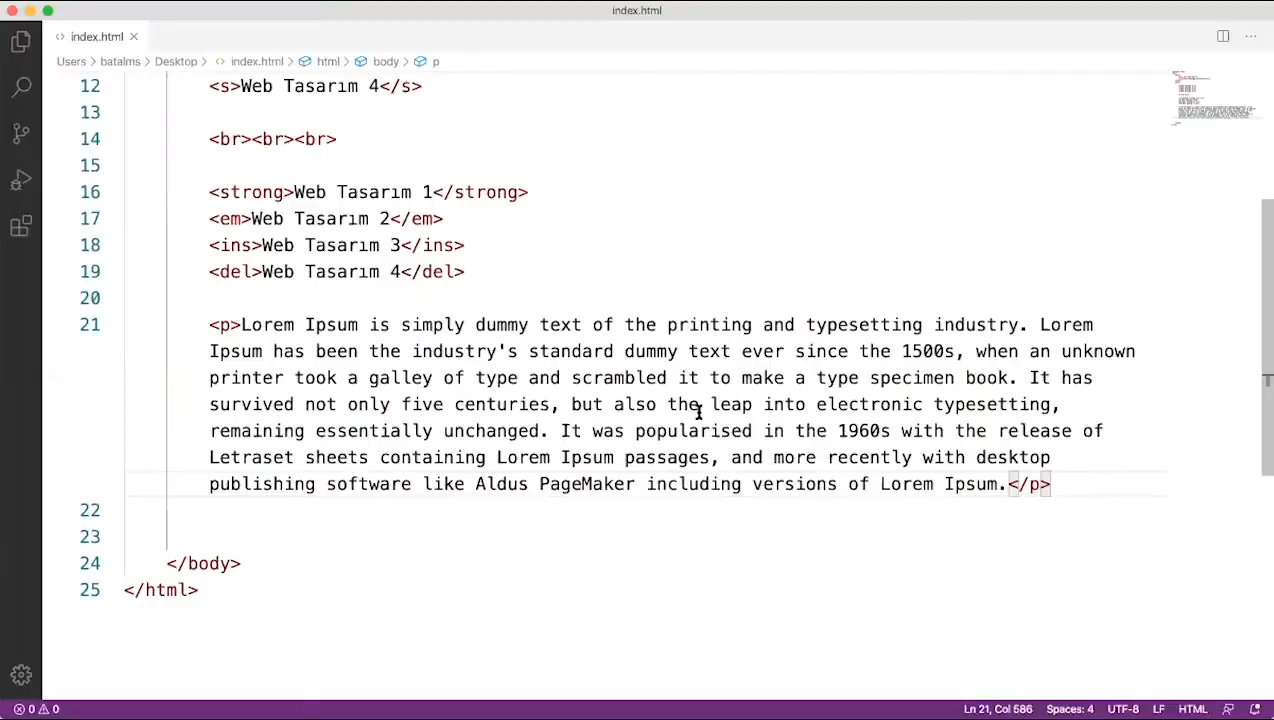 index.html
index.html
Users > batalms > Desktop > index.html > html > body > p
12 <s>Web Tasarım 4</s>
13
14 <br><br><br>
15
16 <strong>Web Tasarım 1</strong>
17 <em>Web Tasarım 2</em>
18 <ins>Web Tasarım 3</ins>
19 <del>Web Tasarım 4</del>
20
21 <p>Lorem Ipsum is simply dummy text of the printing and typesetting industry. Lorem
Ipsum has been the industry's standard dummy text ever since the 1500s, when an unknown
printer took a galley of type and scrambled it to make a type specimen book. It has
survived not only five centuries, but also the leap into electronic typesetting,
remaining essentially unchanged. It was popularised in the 1960s with the release of
Letraset sheets containing Lorem Ipsum passages, and more recently with desktop
publishing software like Aldus PageMaker including versions of Lorem Ipsum.</p>
22
23
24 </body>
25 </html>
0 0 Ln 21, Col 586 Spaces: 4 UTF-8 LF HTML